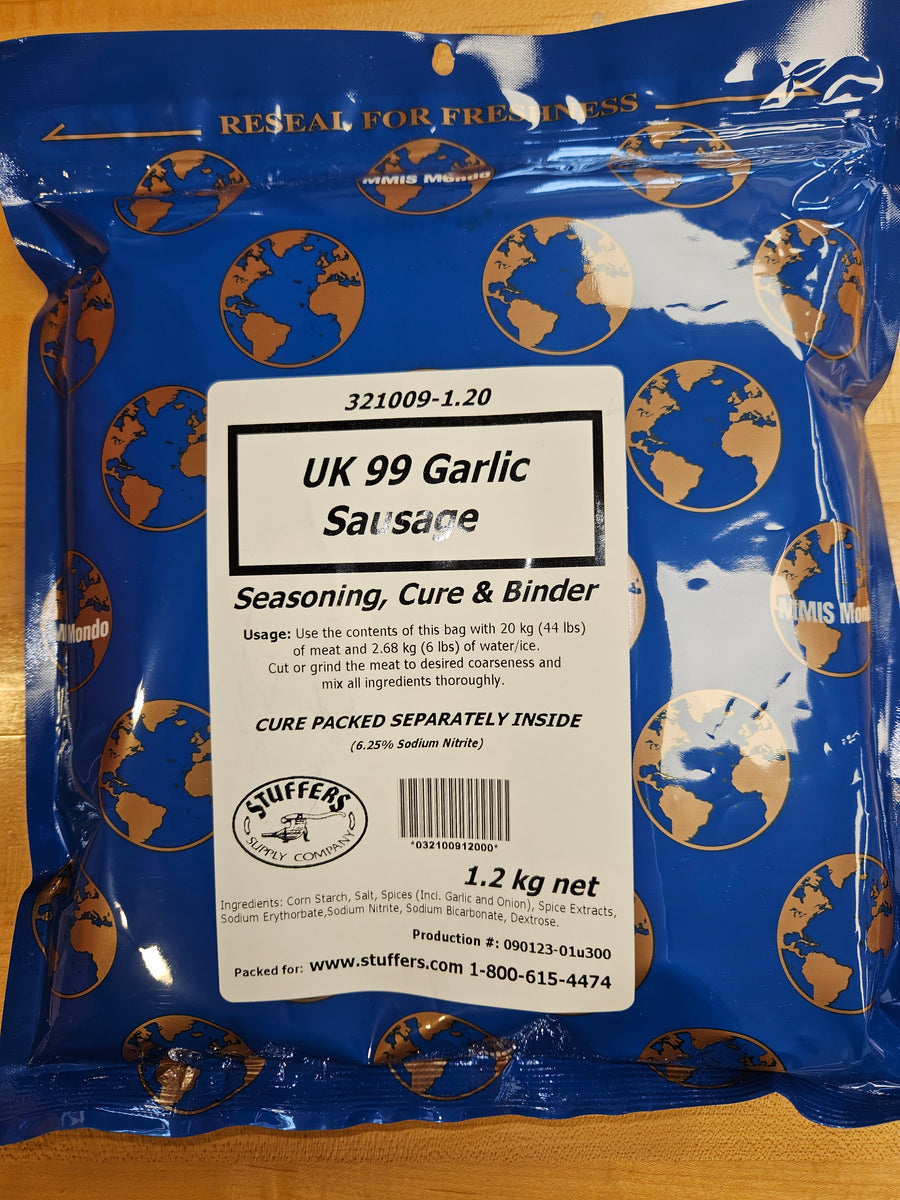 RESEAL FOR FRESHNESS
MMIS Mondo
321009-1.20
UK 99 Garlic
Sausage
Seasoning, Cure & Binder
Usage: Use the contents of this bag with 20 kg (44 lbs)
of meat and 2.68 kg (6 lbs) of water/ice.
Cut or grind the meat to desired coarseness and
mix all ingredients thoroughly.
Mondo
MMIS Mon
CURE PACKED SEPARATELY INSIDE
(6.25% Sodium Nitrite)
STUFFERS
SUPPLY COMPANY
*032100912000*
1.2 kg net
Ingredients: Corn Starch, Salt, Spices (Incl. Garlic and Onion), Spice Extracts,
Sodium Erythorbate,Sodium Nitrite, Sodium Bicarbonate, Dextrose.
Production #: 090123-01u300
Packed for: www.stuffers.com 1-800-615-4474